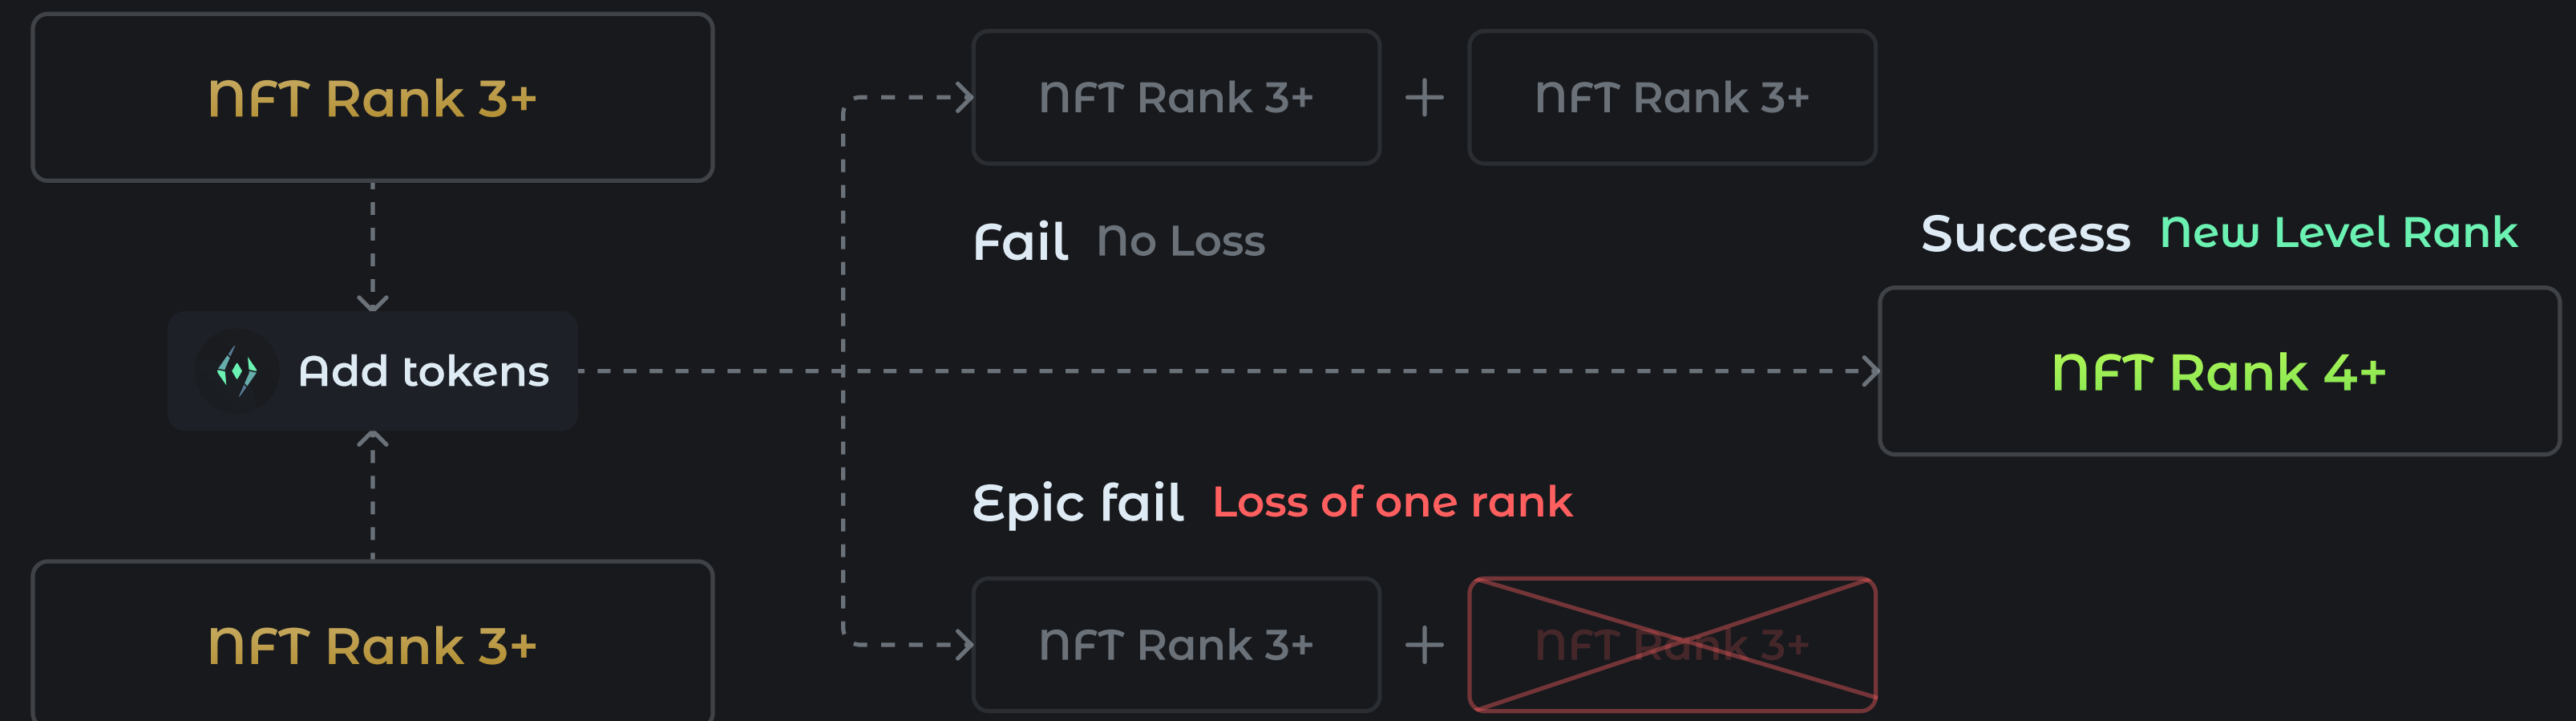 NFT Rank 3+
Add tokens
NFT Rank 3+
NFT Rank 3+ + NFT Rank 3+
Fail No Loss
Success New Level Rank
NFT Rank 4+
Epic fail Loss of one rank
NFT Rank 3+ + NFT Rank 3+